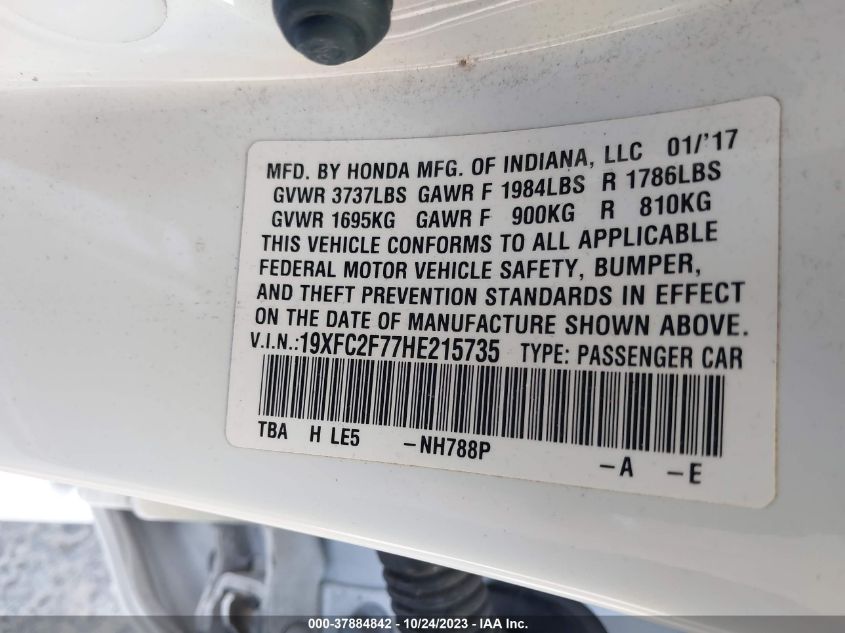 MFD. BY HONDA MFG. OF INDIANA, LLC 01/'17
GVWR 3737LBS GAWR F 1984LBS R 1786LBS
GVWR 1695KG GAWR F 900KG R 810KG
THIS VEHICLE CONFORMS TO ALL APPLICABLE
FEDERAL MOTOR VEHICLE SAFETY, BUMPER,
AND THEFT PREVENTION STANDARDS IN EFFECT
ON THE DATE OF MANUFACTURE SHOWN ABOVE.
V.I.N.:19XFC2F77HE215735 TYPE: PASSENGER CAR
TBA H LE5 -NH788P -A -E
000-37884842 / 10/24/2023 - IAA Inc.